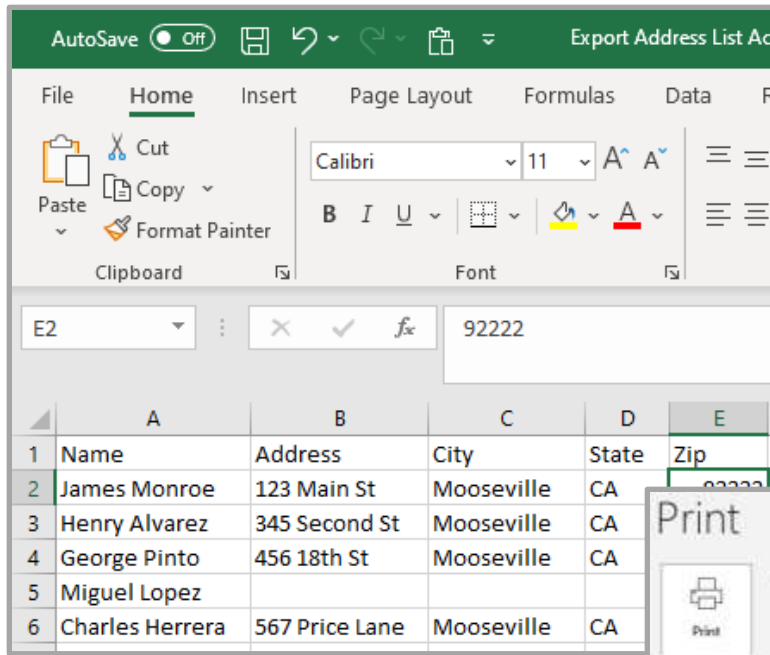 AutoSave Off Export Address List Ac
File Home Insert Page Layout Formulas Data
Cut
Calibri 11
Copy
Paste
B I U A
Format Painter
Clipboard Font
E2 fx 92222
A B C D E
1 Name Address City State Zip
2 James Monroe 123 Main St Mooseville CA 92222
3 Henry Alvarez 345 Second St Mooseville CA
Print
4 George Pinto 456 18th St Mooseville CA
5 Miguel Lopez
6 Charles Herrera 567 Price Lane Mooseville CA
Print